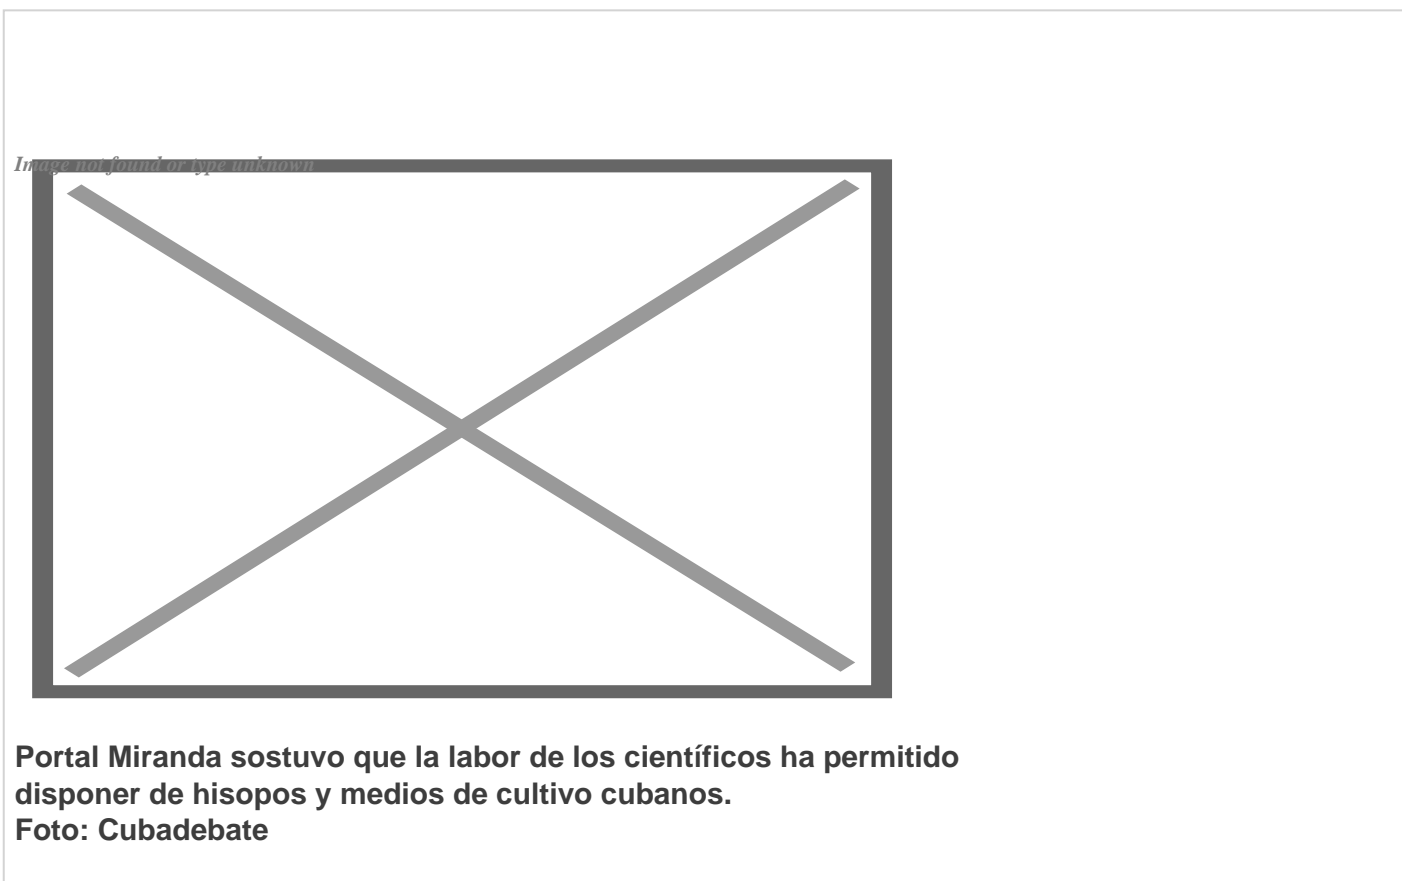 Image not found or type unknown
Portal Miranda sostuvo que la labor de los científicos ha permitido
disponer de hisopos y medios de cultivo cubanos.
Foto: Cubadebate